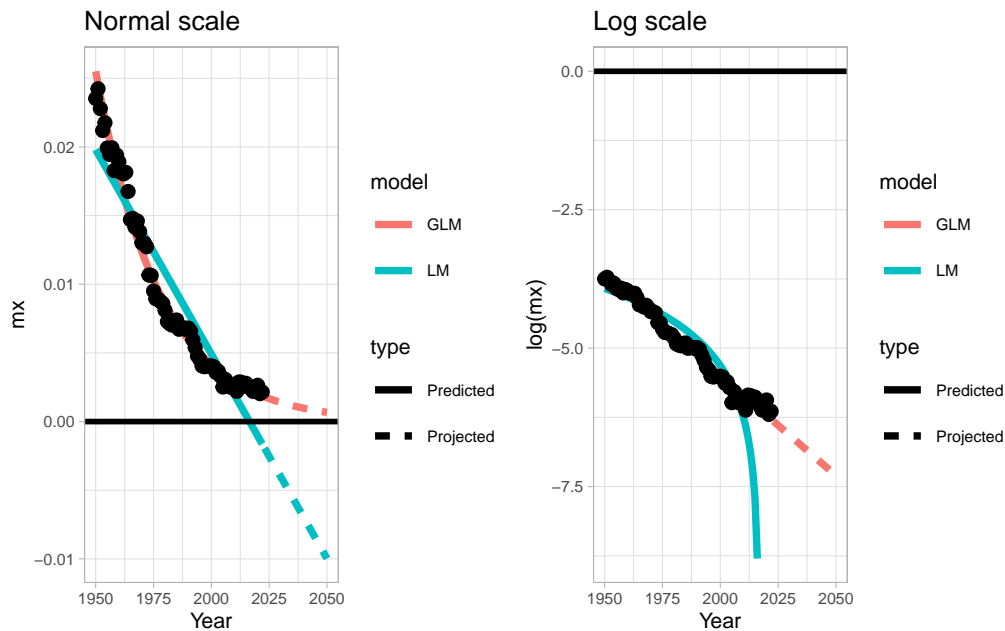 Normal scale
mx
0.02
0.01
0.00
−0.01
1950 1975 2000 2025 2050
Year
model
GLM
LM
type
Predicted
Projected
Log scale
log(mx)
0.0
−2.5
−5.0
−7.5
1950 1975 2000 2025 2050
Year
model
GLM
LM
type
Predicted
Projected